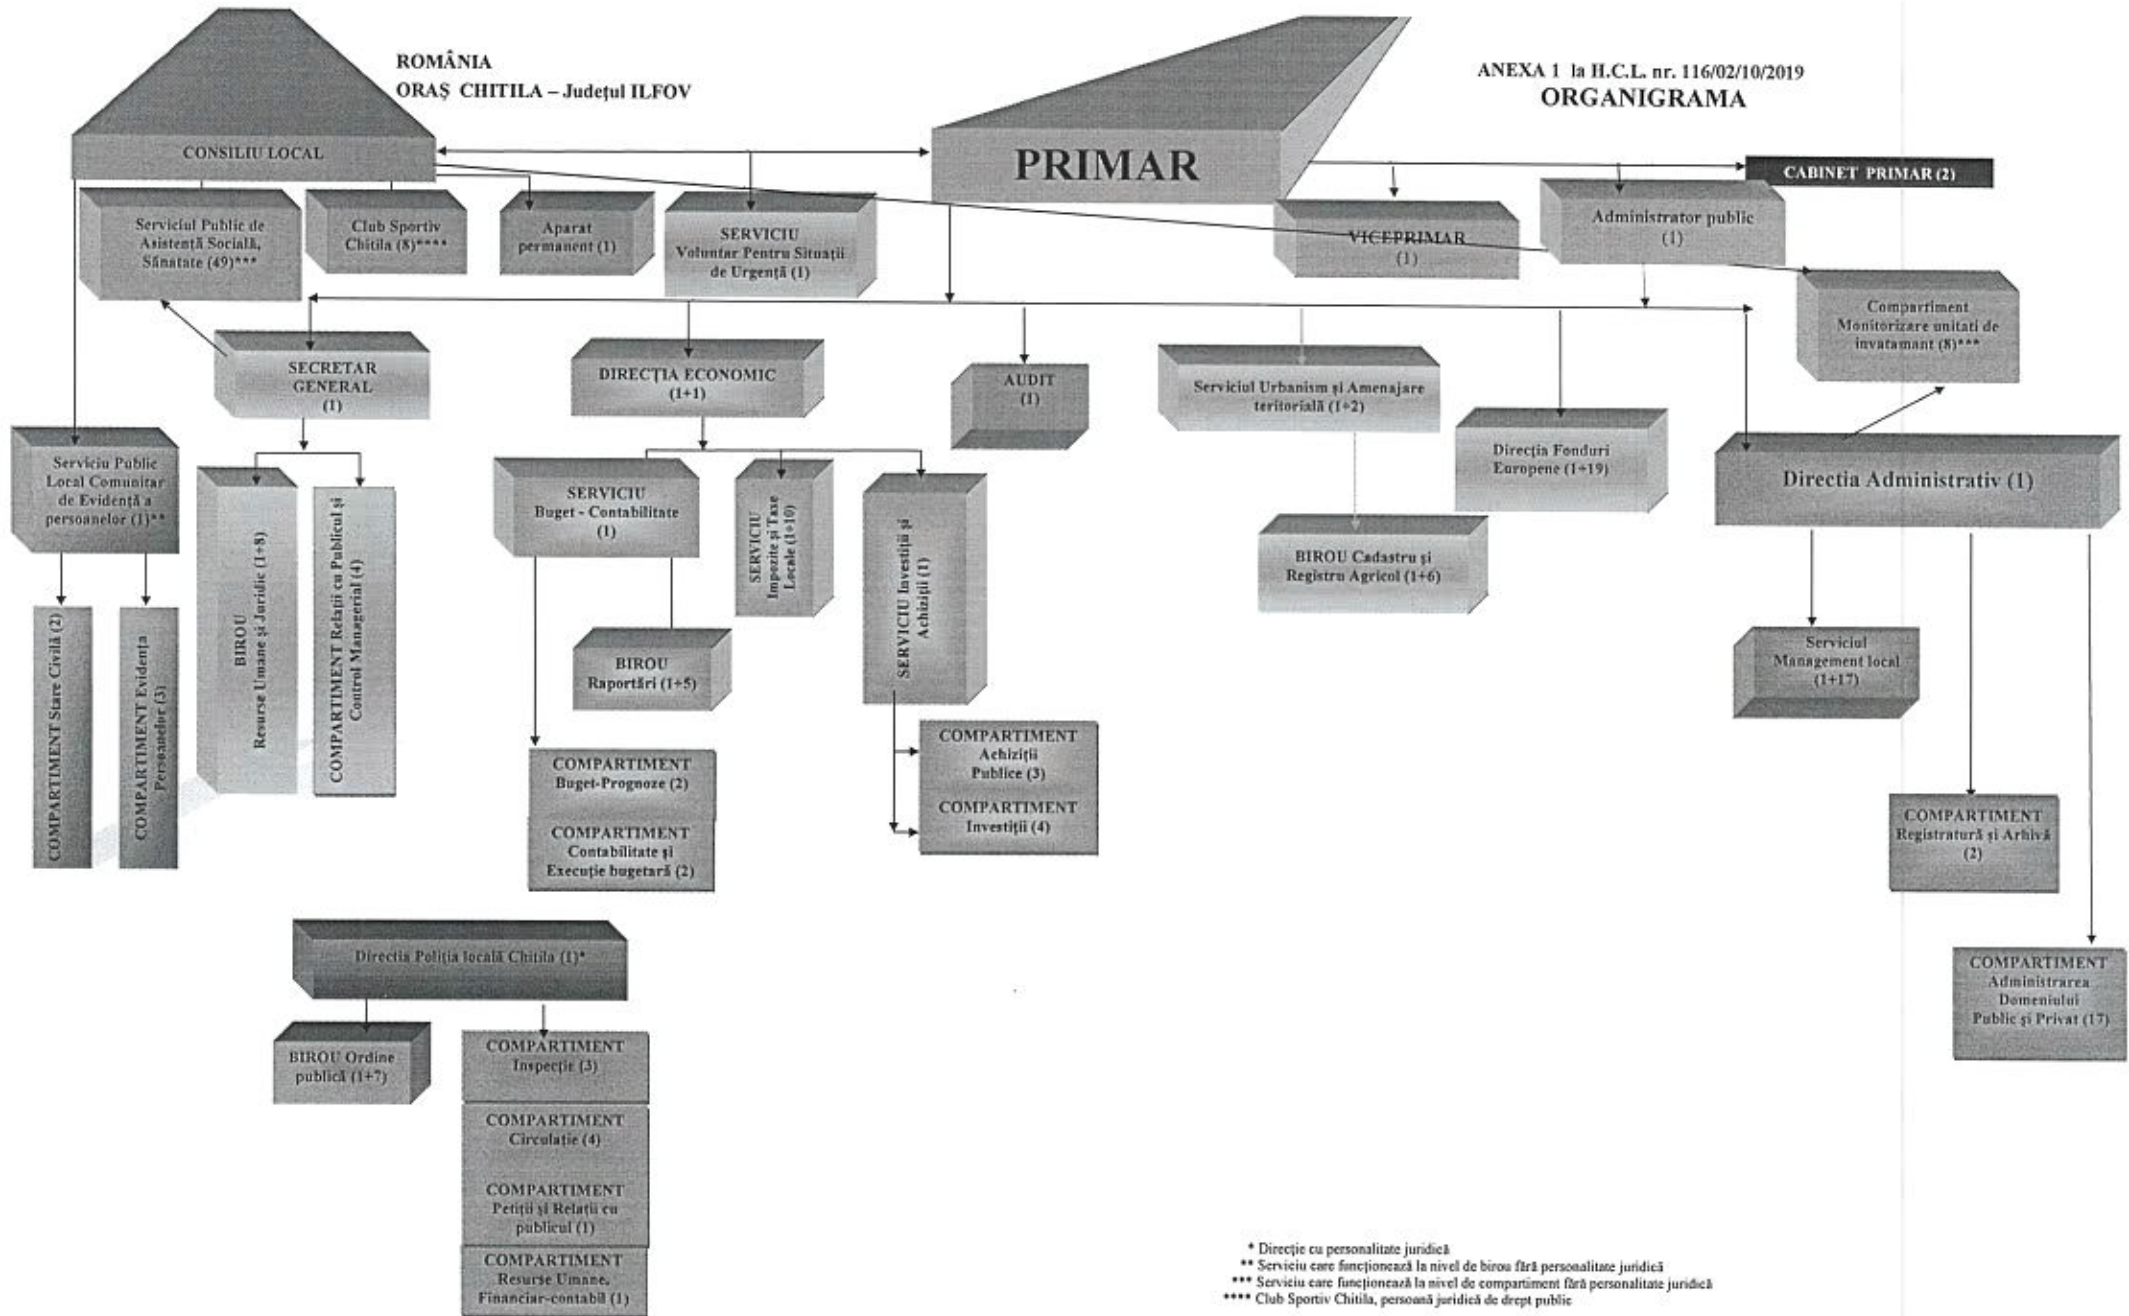 ROMÂNIA
ORAȘ CHITILA – Județul ILFOV
ANEXA 1 la H.C.L. nr. 116/02/10/2019
ORGANIGRAMA
CONSILIU LOCAL
PRIMAR
CABINET PRIMAR (2)
Serviciul Public de
Asistență Socială,
Sănatate (49)***
Club Sportiv
Chitila (8)****
Aparat
permanent (1)
SERVICIU
Voluntar Pentru Situații
de Urgență (1)
VICEPRIMAR
(1)
Administrator public
(1)
Compartiment
Monitorizare unitati de
invatamant (8)***
SECRETAR
GENERAL
(1)
DIRECȚIA ECONOMIC
(1+1)
AUDIT
(1)
Serviciul Urbanism și Amenajare
teritorială (1+2)
Direcția Fonduri
Europene (1+19)
Directia Administrativ (1)
Serviciu Public
Local Comunitar
de Evidență a
persoanelor (1)**
BIROU
Resurse Umane și Juridic (1+8)
COMPARTIMENT Relații cu Publicul și
Control Managerial (4)
SERVICIU
Buget - Contabilitate
(1)
SERVICIU
Impozite și Taxe
Locale (1+10)
SERVICIU Investiții și
Achiziții (1)
BIROU Cadastru și
Registru Agricol (1+6)
COMPARTIMENT Stare Civilă (2)
COMPARTIMENT Evidența
Persoanelor (3)
BIROU
Raportări (1+5)
Serviciul
Management local
(1+17)
COMPARTIMENT
Buget-Prognoze (2)
COMPARTIMENT
Contabilitate și
Execuție bugetară (2)
COMPARTIMENT
Achiziții
Publice (3)
COMPARTIMENT
Investiții (4)
COMPARTIMENT
Registratură și Arhivă
(2)
COMPARTIMENT
Administrarea
Domeniului
Public și Privat (17)
Directia Poliția locală Chitila (1)*
BIROU Ordine
publică (1+7)
COMPARTIMENT
Inspecție (3)
COMPARTIMENT
Circulație (4)
COMPARTIMENT
Petiții și Relații cu
publicul (1)
COMPARTIMENT
Resurse Umane,
Financiar-contabil (1)
* Direcție cu personalitate juridică
** Serviciu care funcționează la nivel de birou fără personalitate juridică
*** Serviciu care funcționează la nivel de compartiment fără personalitate juridică
**** Club Sportiv Chitila, persoană juridică de drept public